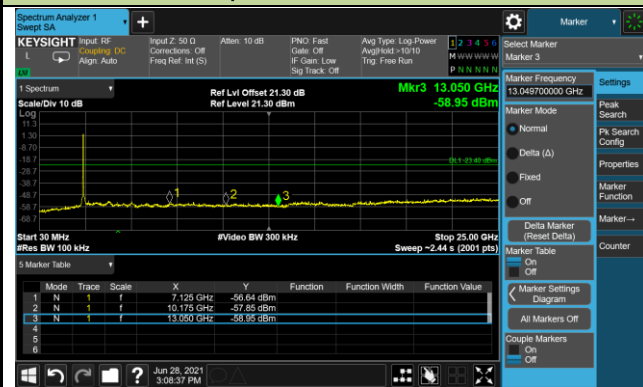 Spectrum Analyzer 1
Swept SA
Marker
KEYSIGHT
L
Input: RF
Coupling: DC
Align: Auto
Input Z: 50 Ω
Corrections: Off
Freq Ref: Int (S)
Atten: 10 dB
PNO: Fast
Gate: Off
IF Gain: Low
Sig Track: Off
Avg Type: Log-Power
Avg|Hold:>10/10
Trig: Free Run
1 2 3 4 5 6
M W W W W W
P N N N N N
Select Marker
Marker 3
1 Spectrum
Scale/Div 10 dB
Log
Ref Lvl Offset 21.30 dB
Ref Level 21.30 dBm
Mkr3 13.050 GHz
-58.95 dBm
11.3
1.30
-8.70
-18.7
-28.7
-38.7
-48.7
-58.7
-68.7
DL1 -23.40 dBm
1
2
3
Start 30 MHz
#Res BW 100 kHz
#Video BW 300 kHz
Stop 25.00 GHz
Sweep ~2.44 s (2001 pts)
5 Marker Table
Mode Trace Scale X Y Function Function Width Function Value
1 N 1 f 7.125 GHz -56.64 dBm
2 N 1 f 10.175 GHz -57.85 dBm
3 N 1 f 13.050 GHz -58.95 dBm
4
5
6
Marker Frequency
13.049700000 GHz
Marker Mode
Normal
Delta (Δ)
Fixed
Off
Delta Marker
(Reset Delta)
Marker Table
On
Off
Marker Settings
Diagram
All Markers Off
Couple Markers
On
Off
Settings
Peak
Search
Pk Search
Config
Properties
Marker
Function
Marker→
Counter
?
Jun 28, 2021
3:08:37 PM